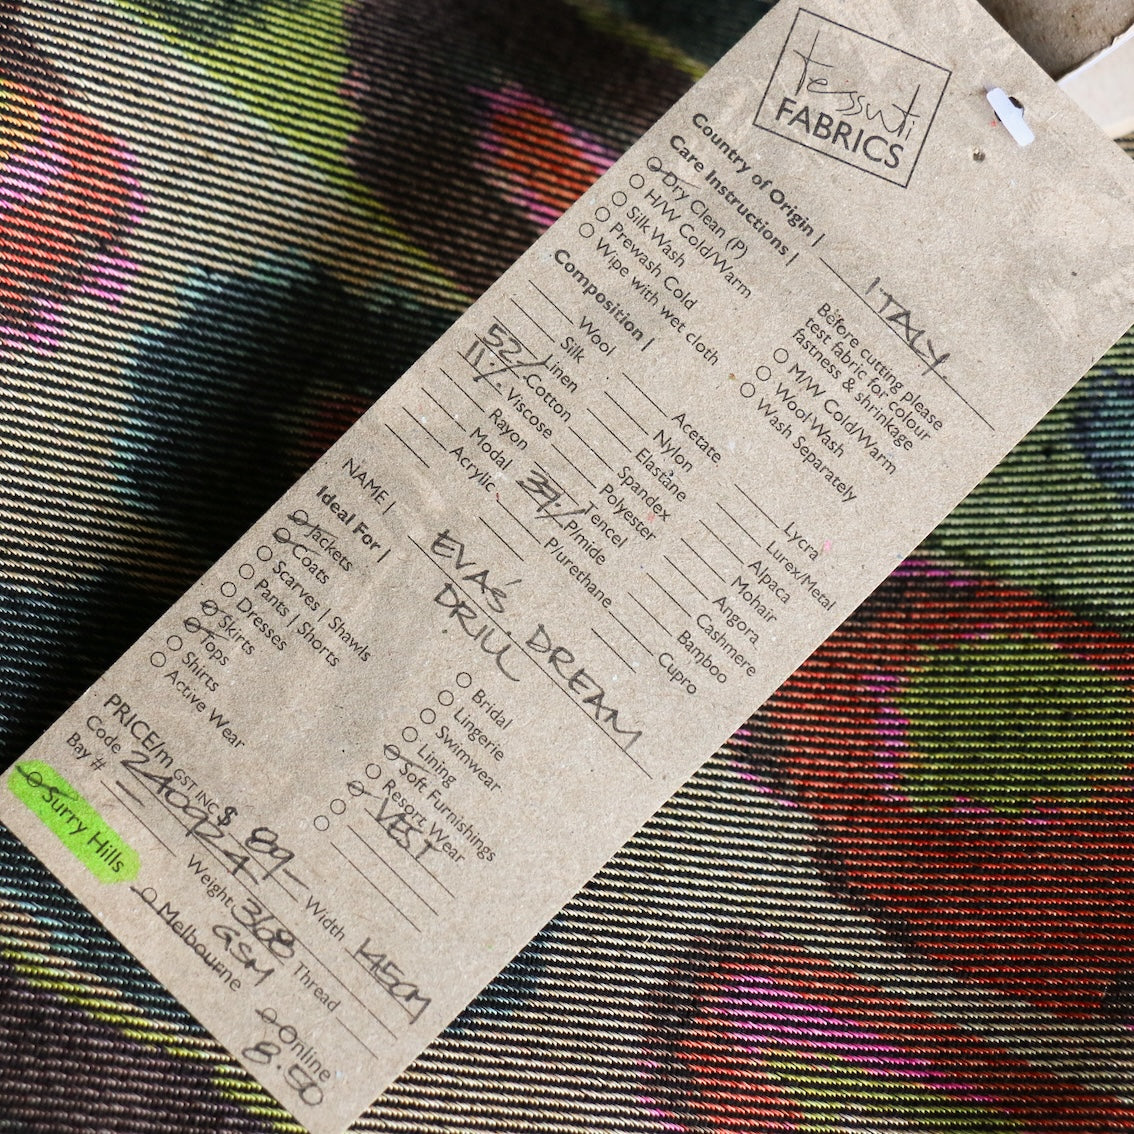 tessuti
FABRICS
Country of Origin | ITALY
Care Instructions |
Dry Clean (P)
H/W Cold/Warm
Silk Wash
Prewash Cold
Wipe with wet cloth
Before cutting please
test fabric for colour
fastness & shrinkage
M/W Cold/Warm
Wool Wash
Wash Separately
Composition |
Wool
Silk
Linen
52% Cotton
11% Viscose
Rayon
Modal
Acrylic
Acetate
Nylon
Elastane
Spandex
Polyester
Tencel
37% P/mide
P/urethane
Lycra
Lurex/Metal
Alpaca
Mohair
Angora
Cashmere
Bamboo
Cupro
NAME | EVA'S DREAM
DRILL
Ideal For |
Jackets
Coats
Scarves | Shawls
Pants | Shorts
Dresses
Skirts
Tops
Shirts
Active Wear
Bridal
Lingerie
Swimwear
Lining
Soft Furnishings
Resort Wear
VEST
PRICE/m GST INC $ 89- Width 145CM
Code 240924 Weight 368 GSM Thread
Bay #
Surry Hills
Melbourne
Online
8.50